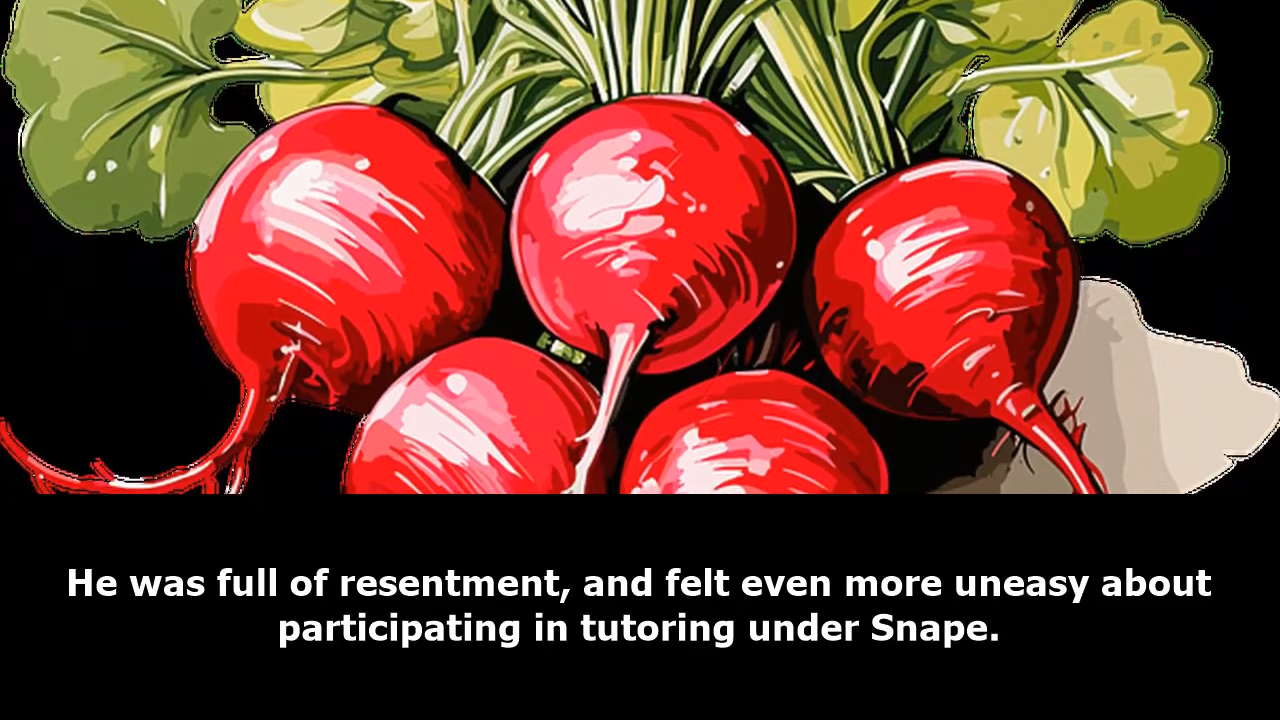 He was full of resentment, and felt even more uneasy about
participating in tutoring under Snape.